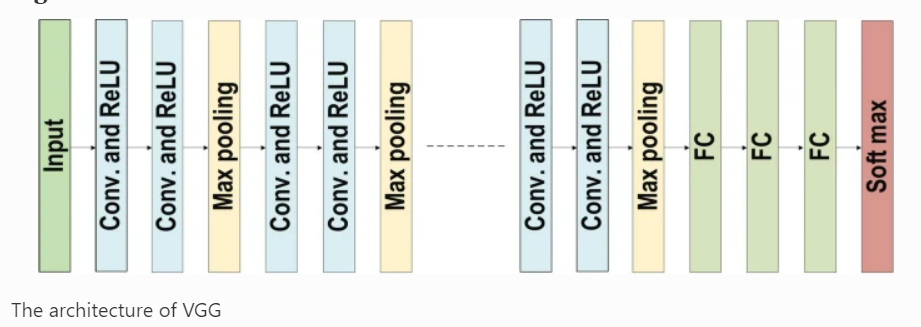 Input
Conv. and ReLU
Conv. and ReLU
Max pooling
Conv. and ReLU
Conv. and ReLU
Max pooling
Conv. and ReLU
Conv. and ReLU
Max pooling
FC
FC
FC
Soft max
The architecture of VGG